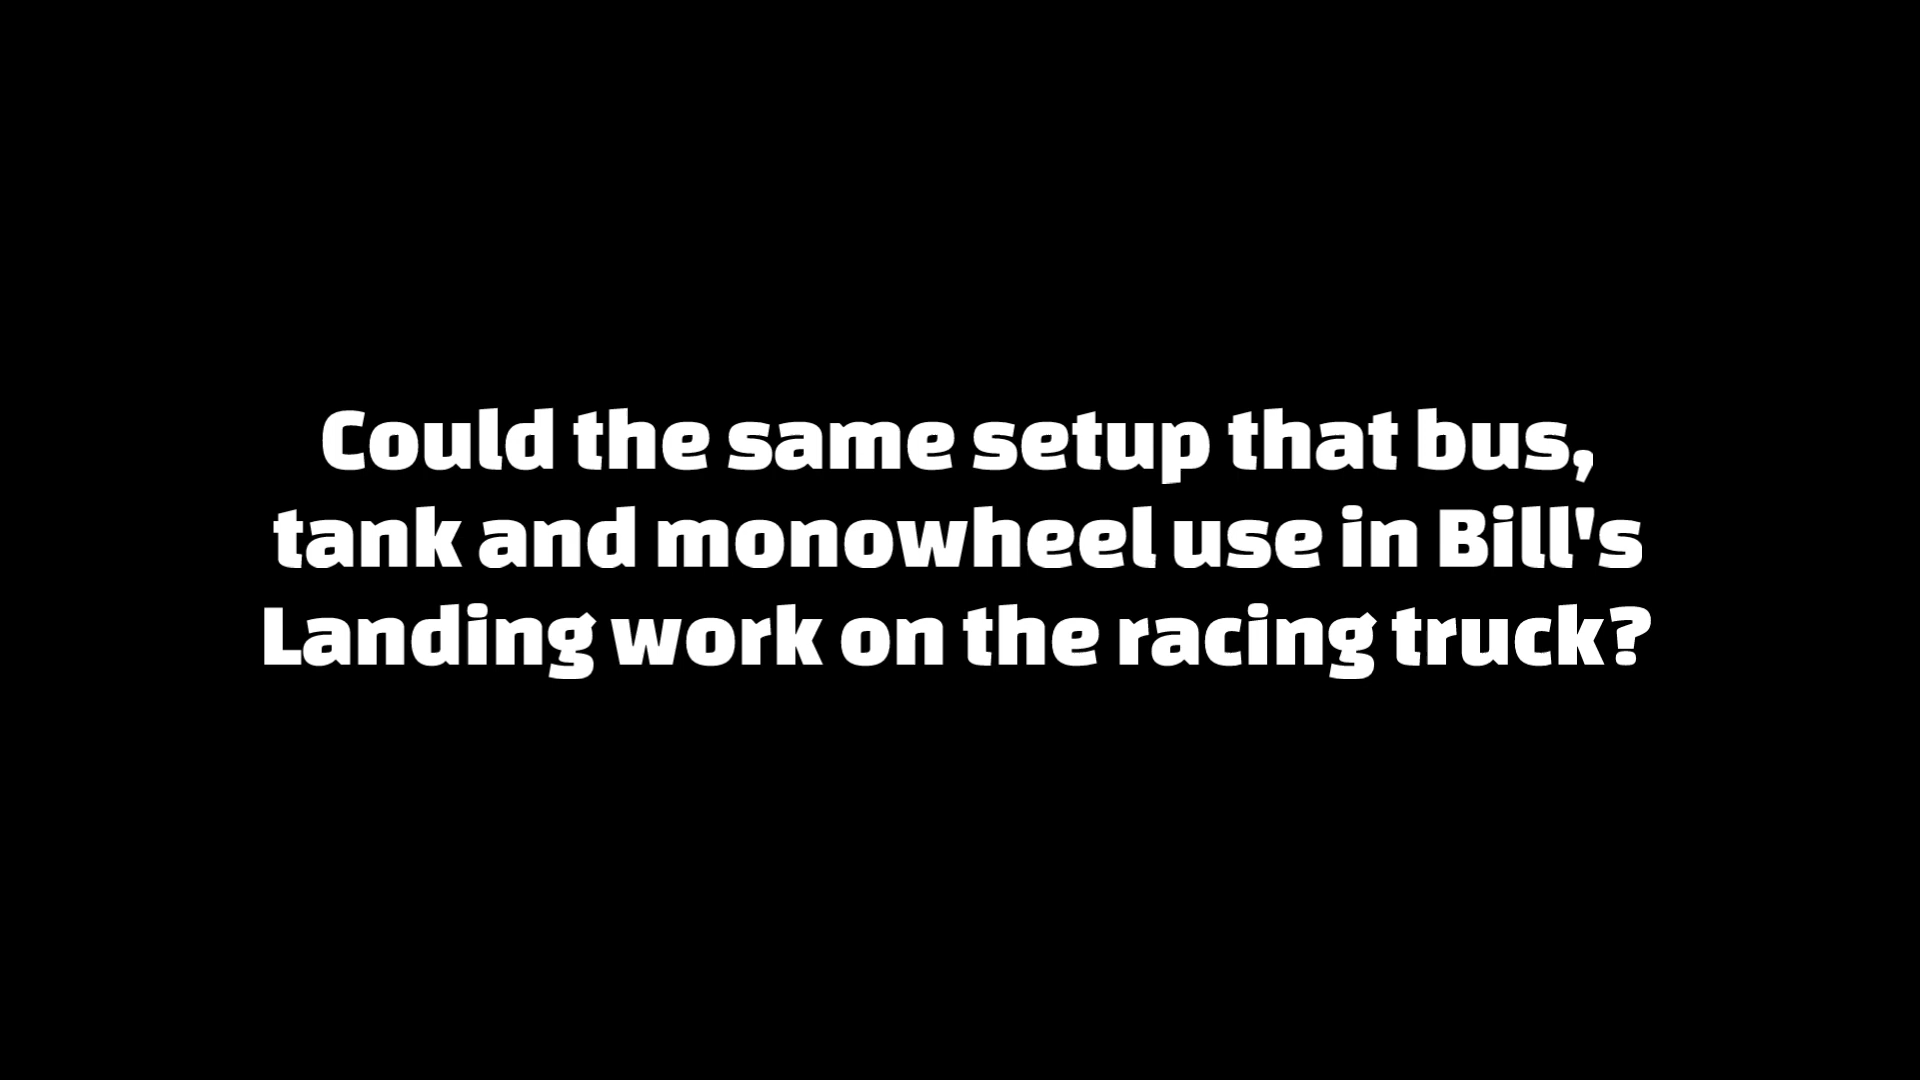 Could the same setup that bus,
tank and monowheel use in Bill's
Landing work on the racing truck?